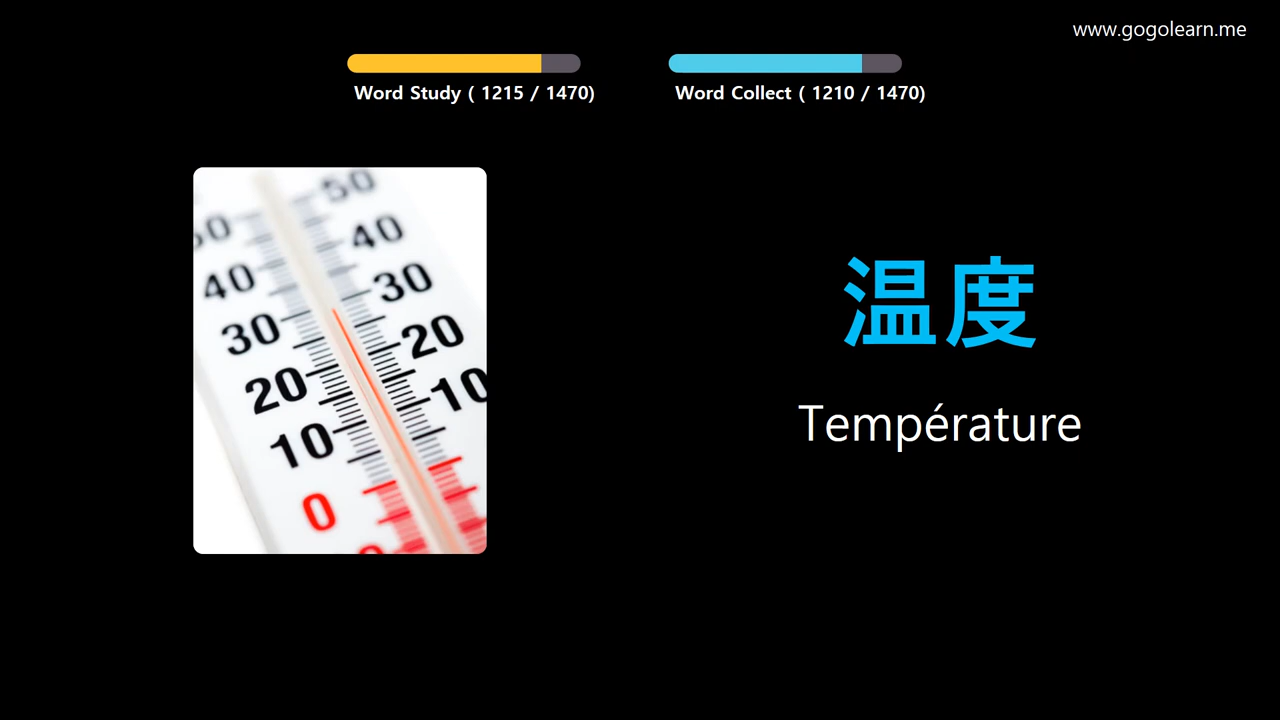 www.gogolearn.me
Word Study ( 1215 / 1470)
Word Collect ( 1210 / 1470)
50
50
40
40
30
30
20
20
10
10
0
温度
Température